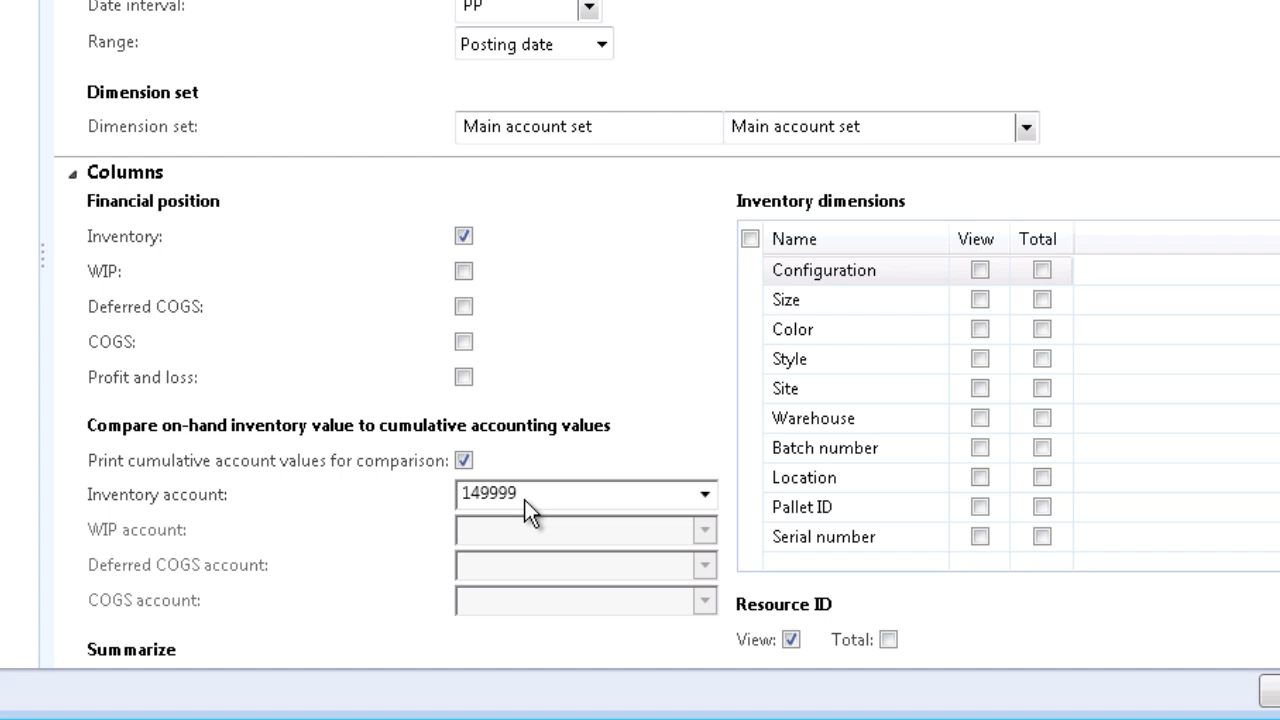 Date interval: PP
Range: Posting date
Dimension set
Dimension set: Main account set Main account set
Columns
Financial position
Inventory:
WIP:
Deferred COGS:
COGS:
Profit and loss:
Compare on-hand inventory value to cumulative accounting values
Print cumulative account values for comparison:
Inventory account: 149999
WIP account:
Deferred COGS account:
COGS account:
Summarize
Inventory dimensions
Name View Total
Configuration
Size
Color
Style
Site
Warehouse
Batch number
Location
Pallet ID
Serial number
Resource ID
View: Total: